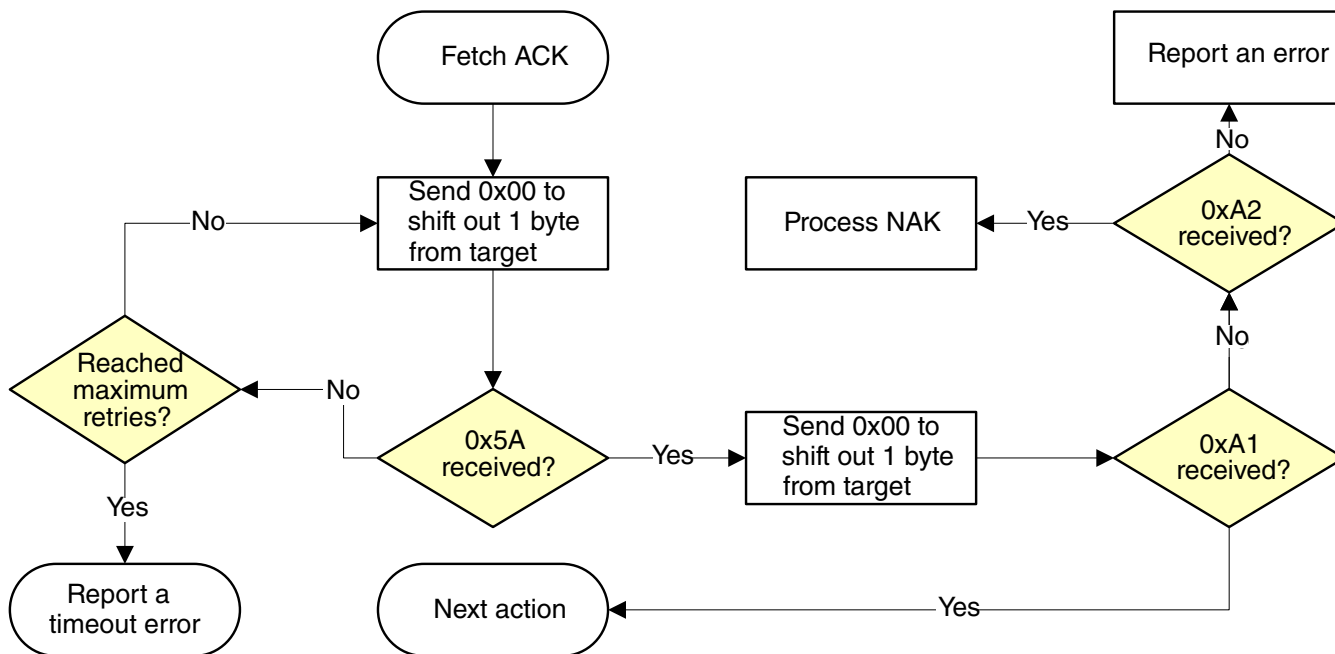 Fetch ACK
Report an error
No
Send 0x00 to
shift out 1 byte
from target
No
Process NAK
Yes
0xA2
received?
No
Reached
maximum
retries?
No
0x5A
received?
Yes
Send 0x00 to
shift out 1 byte
from target
0xA1
received?
Yes
Report a
timeout error
Next action
Yes